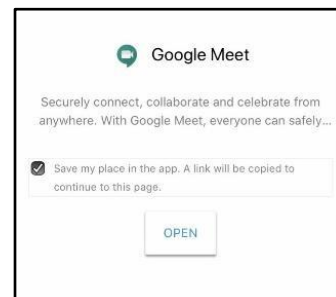 Google Meet
Securely connect, collaborate and celebrate from
anywhere. With Google Meet, everyone can safely...
Save my place in the app. A link will be copied to
continue to this page.
OPEN